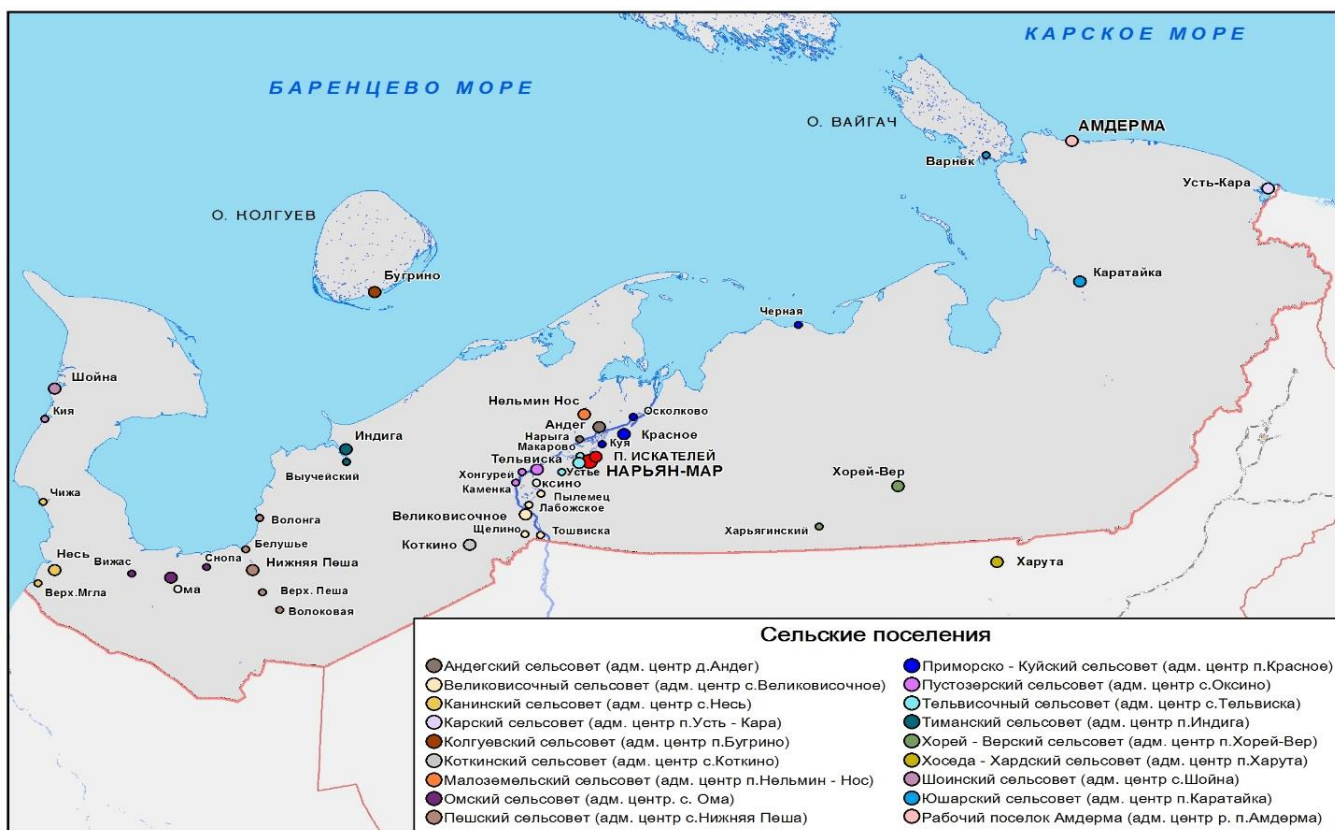 КАРСКОЕ МОРЕ
БАРЕНЦЕВО МОРЕ
О. ВАЙГАЧ
АМДЕРМА
Варнек
Усть-Кара
О. КОЛГУЕВ
Бугрино
Каратайка
Черная
Шойна
Кия
Нельмин Нос
Осколково
Андег
Нарыга
Красное
Индига
Макарово
Куя
П. ИСКАТЕЛЕЙ
Тельвиска
НАРЬЯН-МАР
Выучейский
Хонгурей
Устье
Хорей-Вер
Каменка
Оксино
Чижа
Пылемец
Лабожское
Волонга
Великовисочное
Харьягинский
Щелино
Тошвиска
Белушье
Коткино
Несь
Вижас
Снопа
Нижняя Пеша
Харута
Верх.Мгла
Ома
Верх. Пеша
Волоковая
Сельские поселения
Андегский сельсовет (адм. центр д.Андег)
Великовисочный сельсовет (адм. центр с.Великовисочное)
Канинский сельсовет (адм. центр с.Несь)
Карский сельсовет (адм. центр п.Усть - Кара)
Колгуевский сельсовет (адм. центр п.Бугрино)
Коткинский сельсовет (адм. центр с.Коткино)
Малоземельский сельсовет (адм. центр п.Нельмин - Нос)
Омский сельсовет (адм. центр. с. Ома)
Пешский сельсовет (адм. центр с.Нижняя Пеша)
Приморско - Куйский сельсовет (адм. центр п.Красное)
Пустозерский сельсовет (адм. центр с.Оксино)
Тельвисочный сельсовет (адм. центр с.Тельвиска)
Тиманский сельсовет (адм. центр п.Индига)
Хорей - Верский сельсовет (адм. центр п.Хорей-Вер)
Хоседа - Хардский сельсовет (адм. центр п.Харута)
Шоинский сельсовет (адм. центр с.Шойна)
Юшарский сельсовет (адм. центр п.Каратайка)
Рабочий поселок Амдерма (адм. центр р. п.Амдерма)